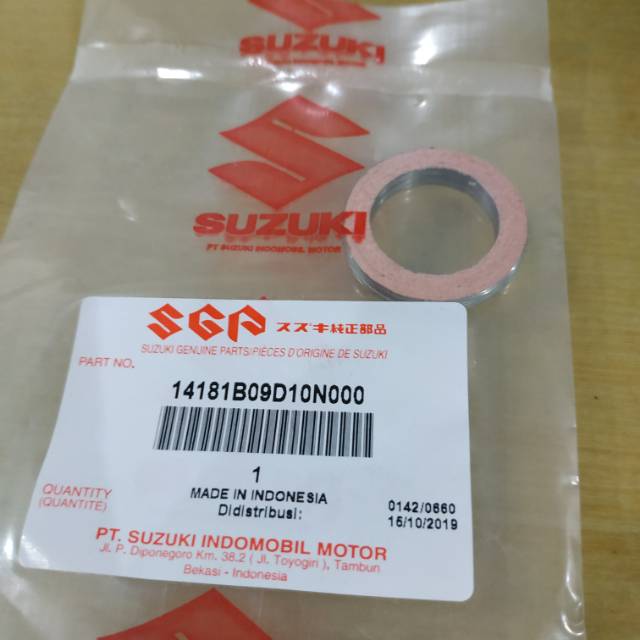 SUZUKI
SUZUKI
PT SUZUKI INDOMOBIL MOTOR
SGP スズキ純正部品
SUZUKI GENUINE PARTS/PIÈCES D'ORIGINE DE SUZUKI
PART NO.
14181B09D10N000
1
QUANTITY
(QUANTITE)
MADE IN INDONESIA
Didistribusi:
0142/0660
15/10/2019
PT. SUZUKI INDOMOBIL MOTOR
JL. P. Diponegoro Km. 38.2 ( Jl. Toyogiri ), Tambun
Bekasi - Indonesia